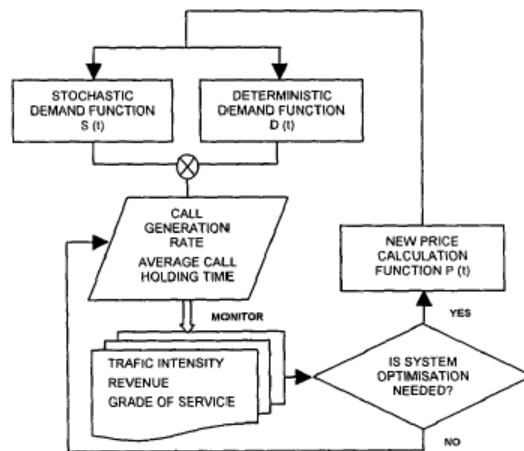 STOCHASTIC
DEMAND FUNCTION
S (t)
DETERMINISTIC
DEMAND FUNCTION
D (t)
CALL
GENERATION
RATE
AVERAGE CALL
HOLDING TIME
NEW PRICE
CALCULATION
FUNCTION P (t)
MONITOR
YES
TRAFIC INTENSITY
REVENUE
GRADE OF SERVICE
IS SYSTEM
OPTIMISATION
NEEDED?
NO